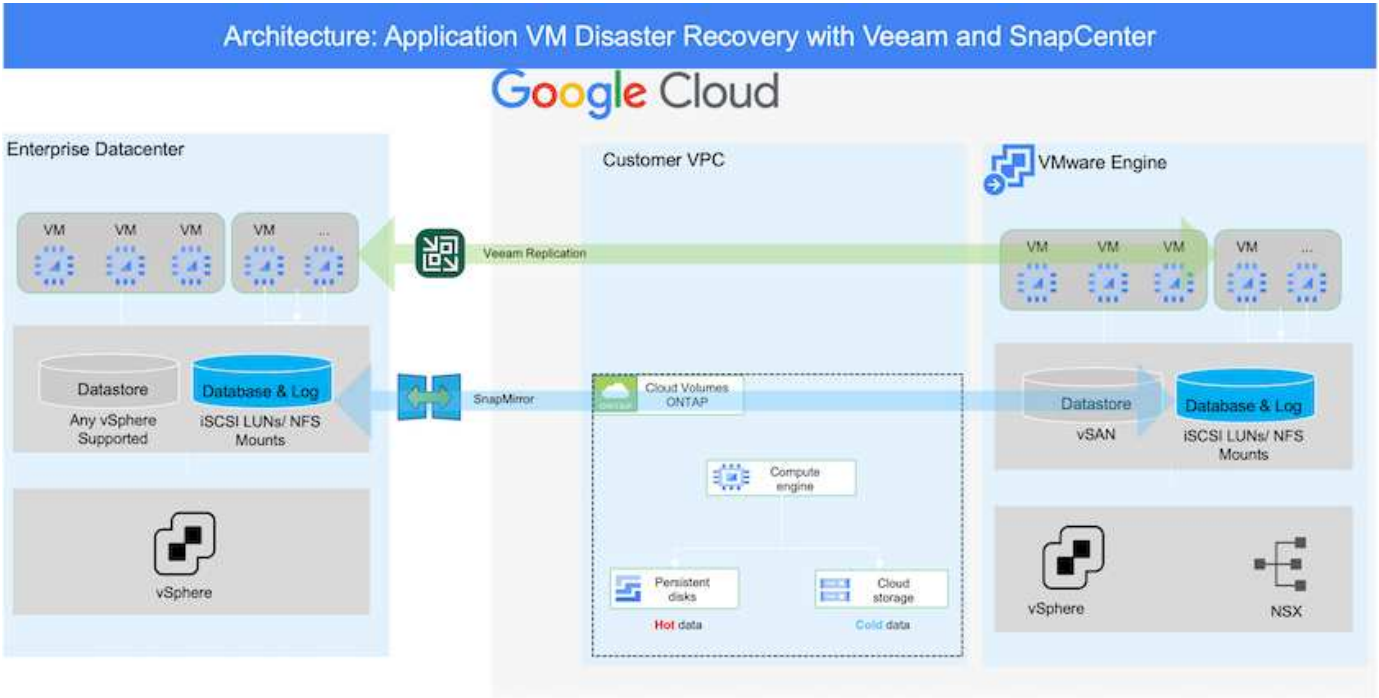 Architecture: Application VM Disaster Recovery with Veeam and SnapCenter
Google Cloud
Enterprise Datacenter
VM
VM
VM
VM
...
Datastore
Any vSphere
Supported
Database & Log
iSCSI LUNs/ NFS
Mounts
vSphere
Veeam Replication
SnapMirror
Customer VPC
ONTAP
Cloud Volumes
ONTAP
Compute
engine
Persistent
disks
Hot data
Cloud
storage
Cold data
VMware Engine
VM
VM
VM
VM
...
Datastore
vSAN
Database & Log
iSCSI LUNs/ NFS
Mounts
vSphere
NSX